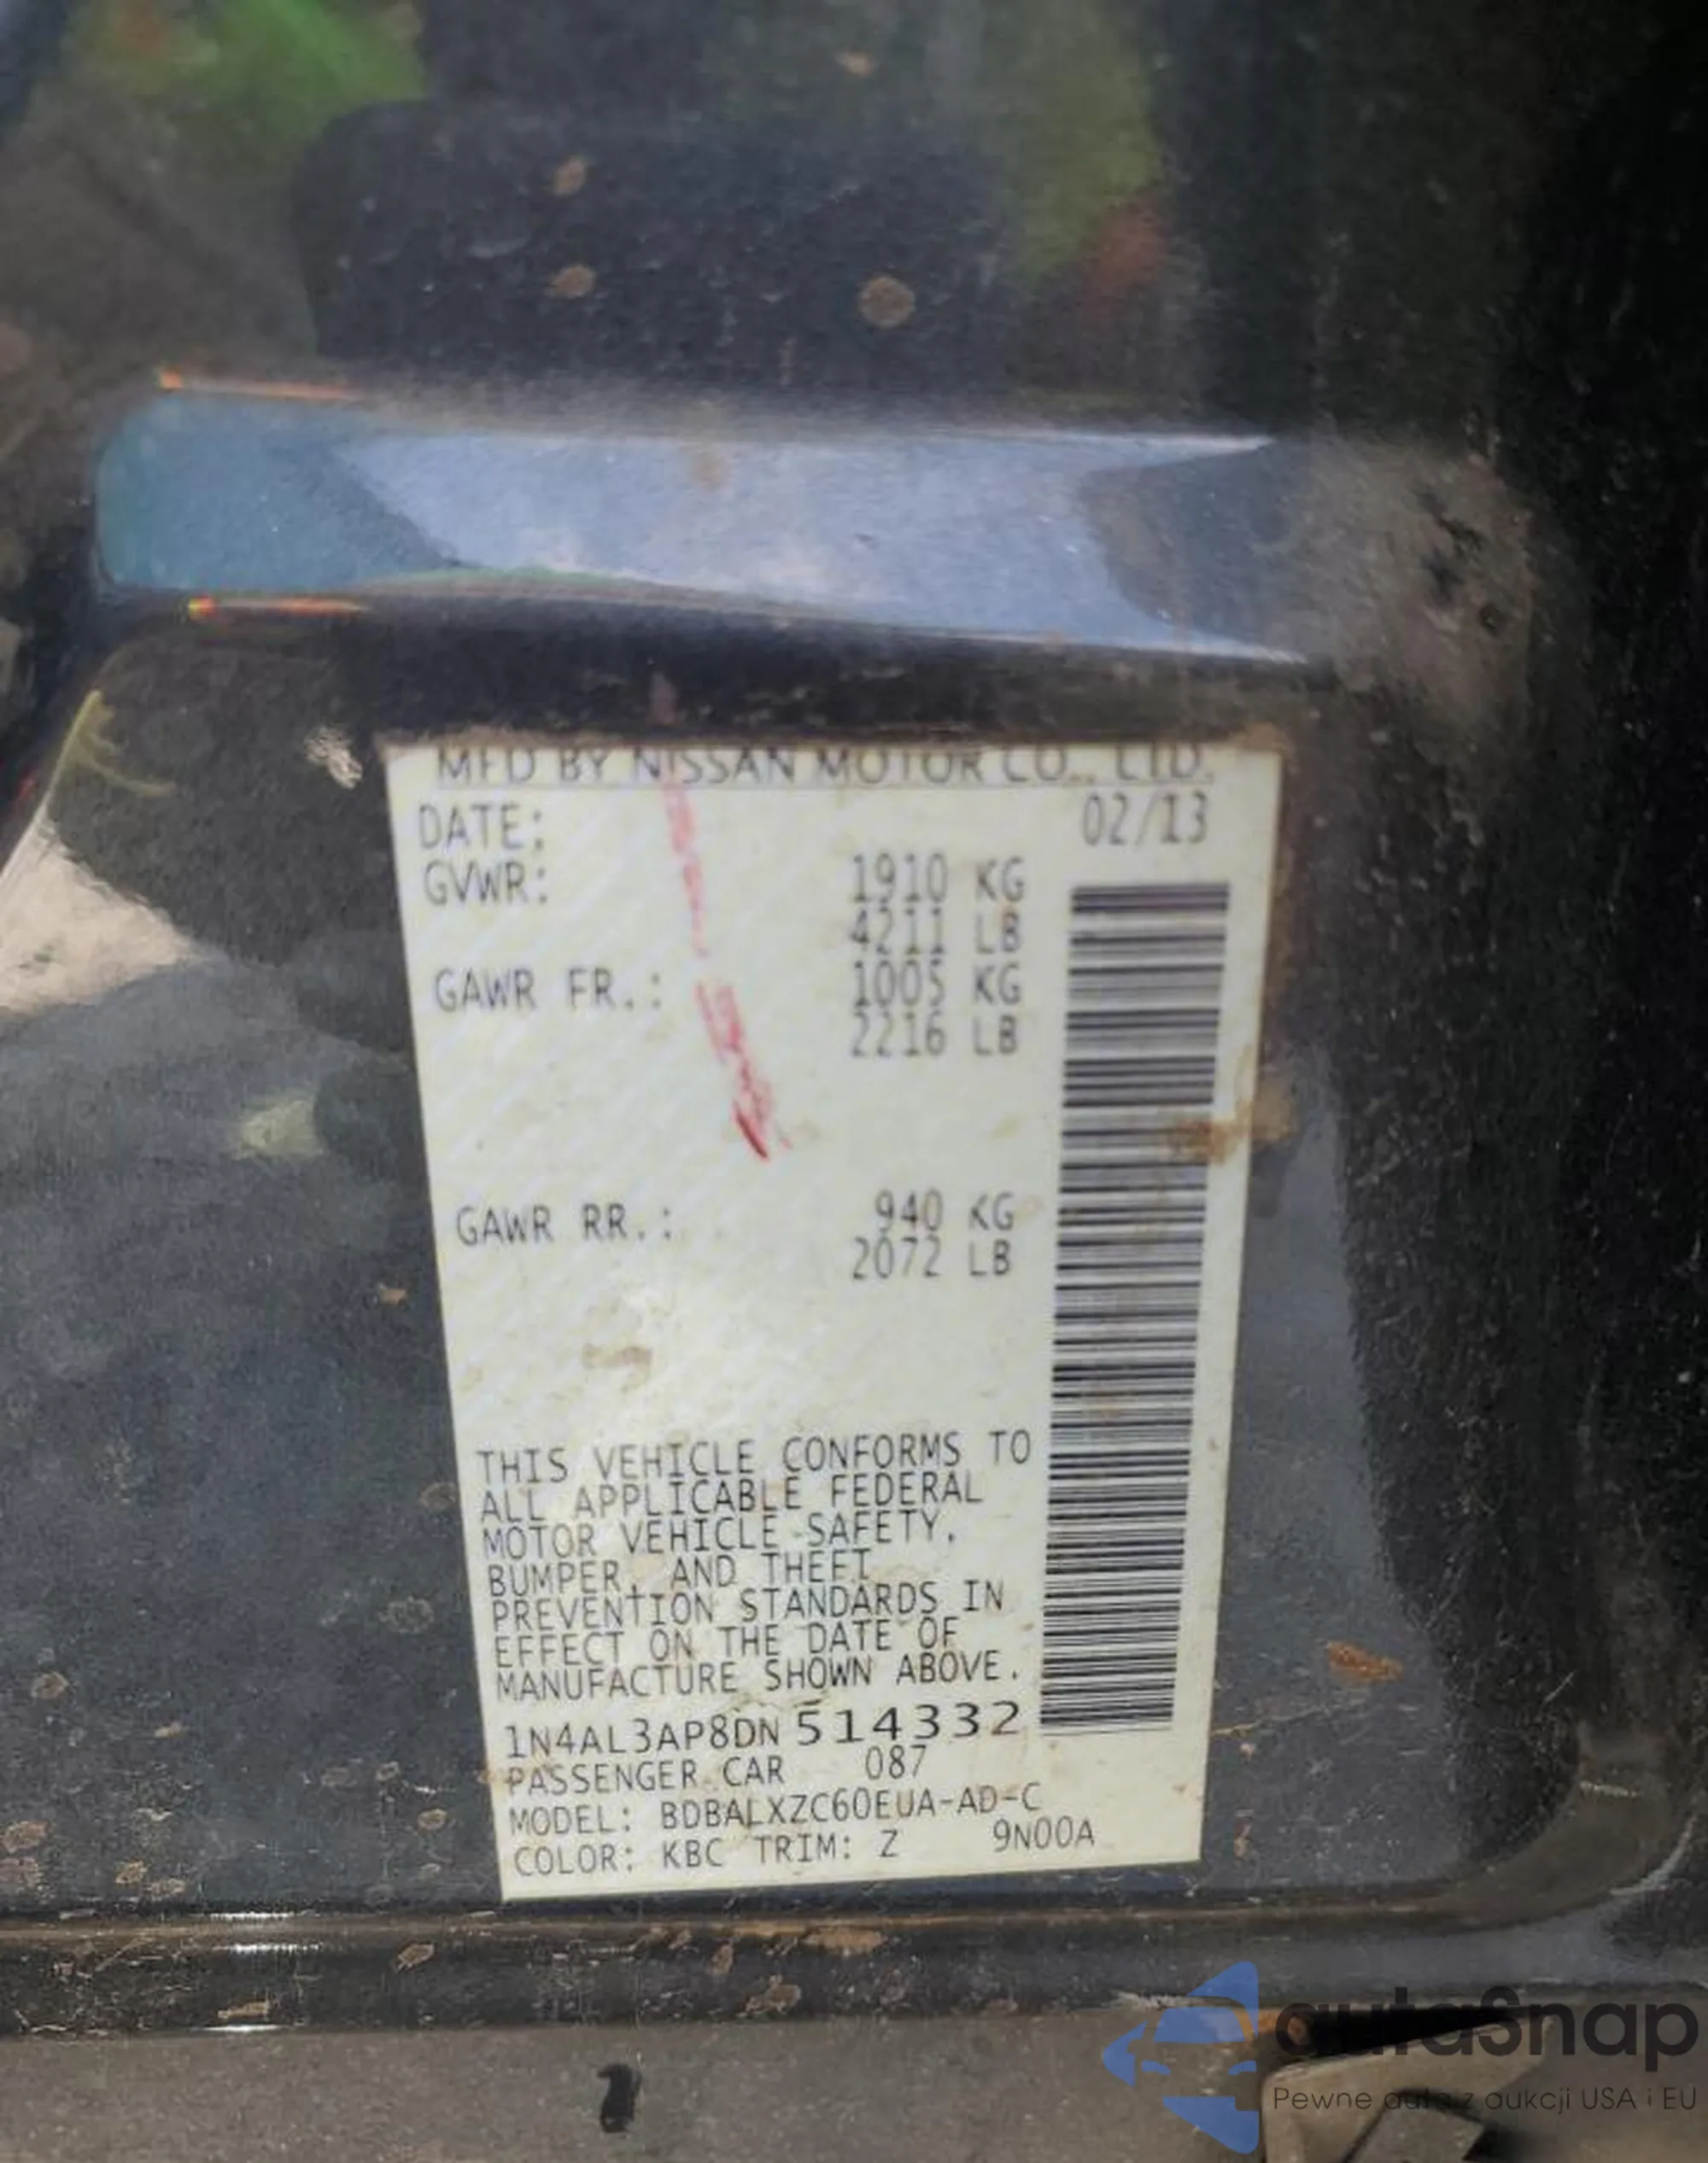 MFD BY NISSAN MOTOR CO., LTD.
DATE: 02/13
GVWR: 1910 KG
4211 LB
GAWR FR.: 1005 KG
2216 LB
GAWR RR.: 940 KG
2072 LB
THIS VEHICLE CONFORMS TO
ALL APPLICABLE FEDERAL
MOTOR VEHICLE SAFETY,
BUMPER, AND THEFT
PREVENTION STANDARDS IN
EFFECT ON THE DATE OF
MANUFACTURE SHOWN ABOVE.
1N4AL3AP8DN 514332
PASSENGER CAR 087
MODEL: BDBALXZC60EUA-AD-C
COLOR: KBC TRIM: Z 9N00A
autaSnap
Pewne auta z aukcji USA i EU